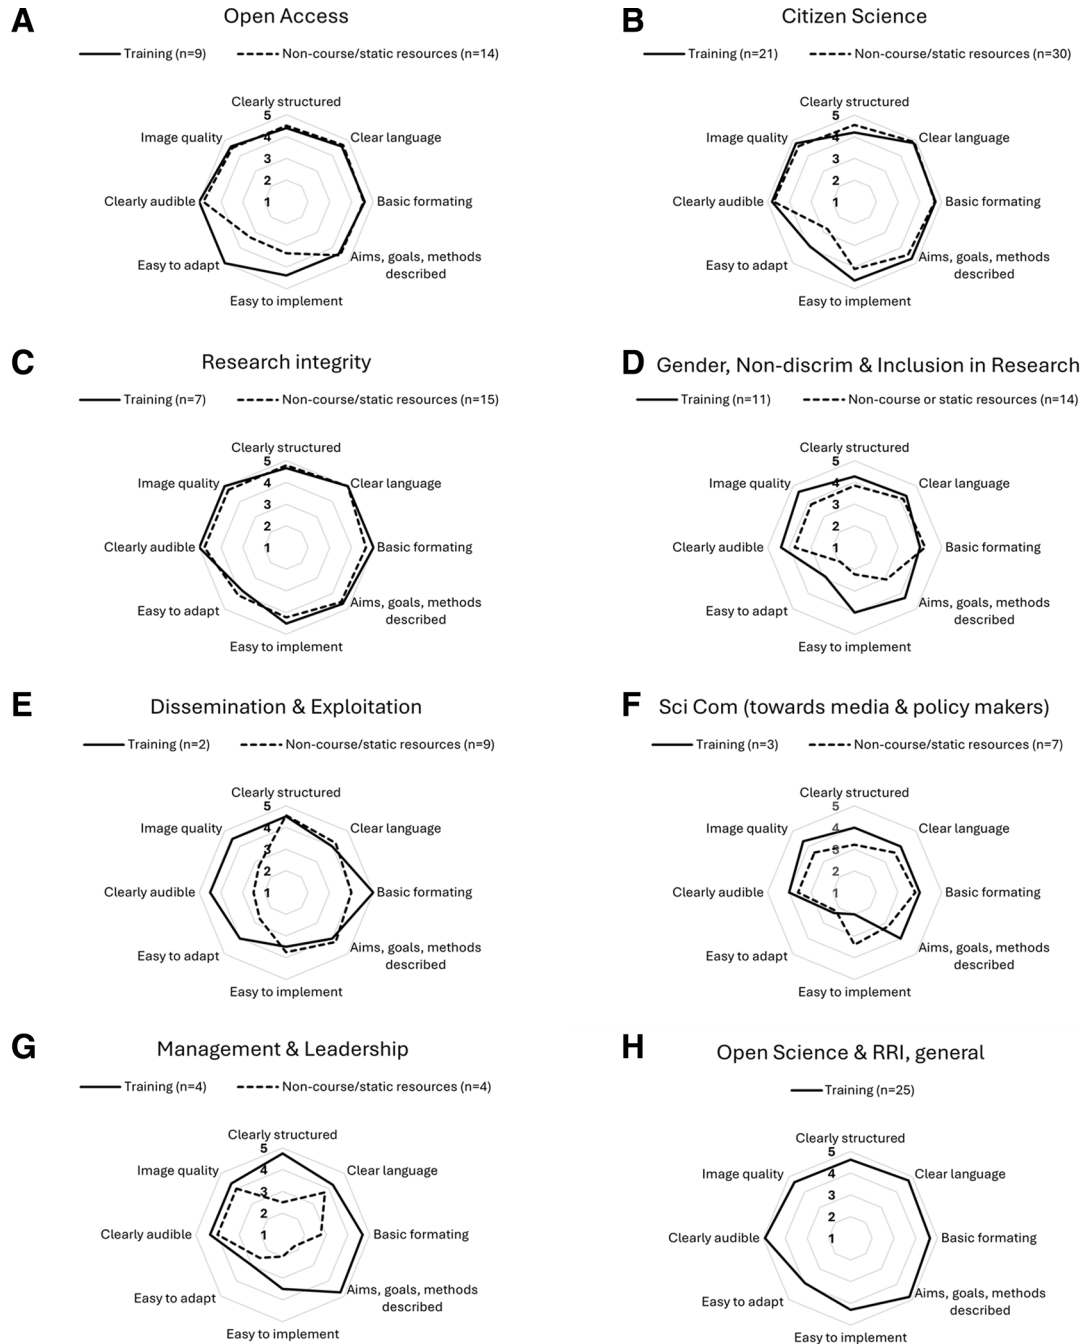 A
Open Access
Training (n=9)
Non-course/static resources (n=14)
Clearly structured
5
Image quality
4
Clear language
3
2
Clearly audible
1
Basic formating
Easy to adapt
Aims, goals, methods
described
Easy to implement
B
Citizen Science
Training (n=21)
Non-course/static resources (n=30)
Clearly structured
5
Image quality
4
Clear language
3
2
Clearly audible
1
Basic formating
Easy to adapt
Aims, goals, methods
described
Easy to implement
C
Research integrity
Training (n=7)
Non-course/static resources (n=15)
Clearly structured
5
Image quality
4
Clear language
3
2
Clearly audible
1
Basic formating
Easy to adapt
Aims, goals, methods
described
Easy to implement
D
Gender, Non-discrim & Inclusion in Research
Training (n=11)
Non-course or static resources (n=14)
Clearly structured
5
Image quality
4
Clear language
3
2
Clearly audible
1
Basic formating
Easy to adapt
Aims, goals, methods
described
Easy to implement
E
Dissemination & Exploitation
Training (n=2)
Non-course/static resources (n=9)
Clearly structured
5
Image quality
4
Clear language
3
2
Clearly audible
1
Basic formating
Easy to adapt
Aims, goals, methods
described
Easy to implement
F
Sci Com (towards media & policy makers)
Training (n=3)
Non-course/static resources (n=7)
Clearly structured
5
Image quality
4
Clear language
3
2
Clearly audible
1
Basic formating
Easy to adapt
Aims, goals, methods
described
Easy to implement
G
Management & Leadership
Training (n=4)
Non-course/static resources (n=4)
Clearly structured
5
Image quality
4
Clear language
3
2
Clearly audible
1
Basic formating
Easy to adapt
Aims, goals, methods
described
Easy to implement
H
Open Science & RRI, general
Training (n=25)
Clearly structured
5
Image quality
4
Clear language
3
2
Clearly audible
1
Basic formating
Easy to adapt
Aims, goals, methods
described
Easy to implement